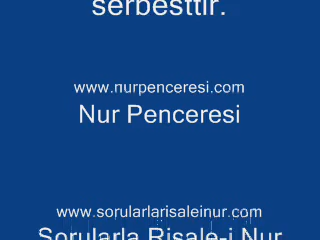 serbesttir.
www.nurpenceresi.com
Nur Penceresi
www.sorularlarisaleinur.com
Sorularla Risale-i Nur